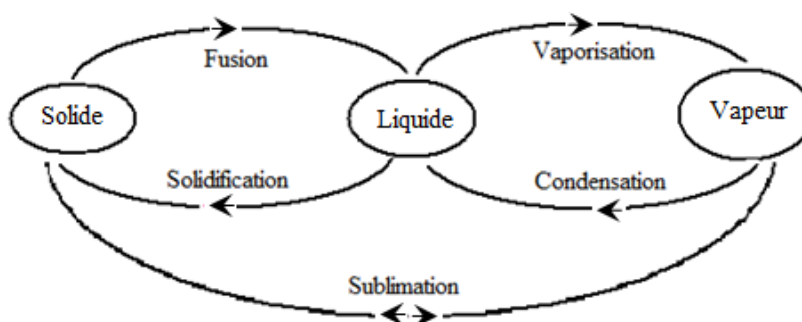 Fusion
Vaporisation
Solide
Liquide
Vapeur
Solidification
Condensation
Sublimation